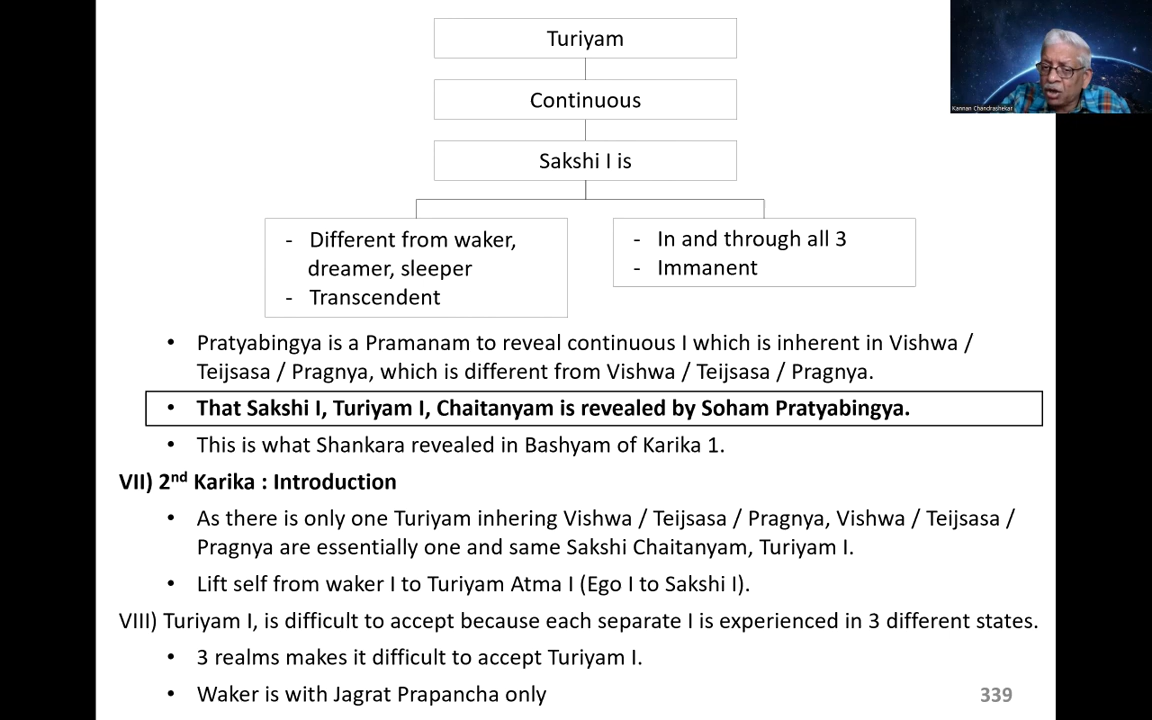 Turiyam
Kannan Chandrashekar
Continuous
Sakshi I is
- Different from waker,
dreamer, sleeper
- Transcendent
- In and through all 3
- Immanent
• Pratyabingya is a Pramanam to reveal continuous I which is inherent in Vishwa /
Teijsasa / Pragnya, which is different from Vishwa / Teijsasa / Pragnya.
• That Sakshi I, Turiyam I, Chaitanyam is revealed by Soham Pratyabingya.
• This is what Shankara revealed in Bashyam of Karika 1.
VII) 2nd Karika : Introduction
• As there is only one Turiyam inhering Vishwa / Teijsasa / Pragnya, Vishwa / Teijsasa /
Pragnya are essentially one and same Sakshi Chaitanyam, Turiyam I.
• Lift self from waker I to Turiyam Atma I (Ego I to Sakshi I).
VIII) Turiyam I, is difficult to accept because each separate I is experienced in 3 different states.
• 3 realms makes it difficult to accept Turiyam I.
• Waker is with Jagrat Prapancha only
339